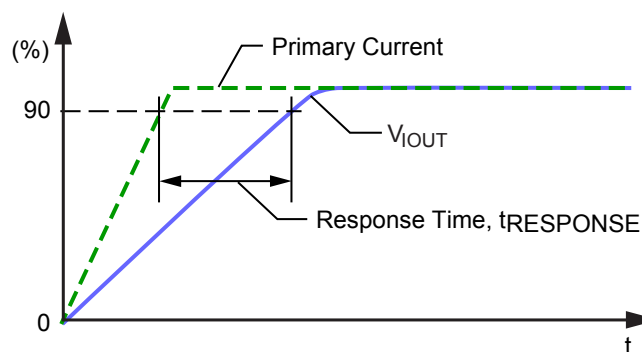 (%)
Primary Current
90
VIOUT
Response Time, tRESPONSE
0
t